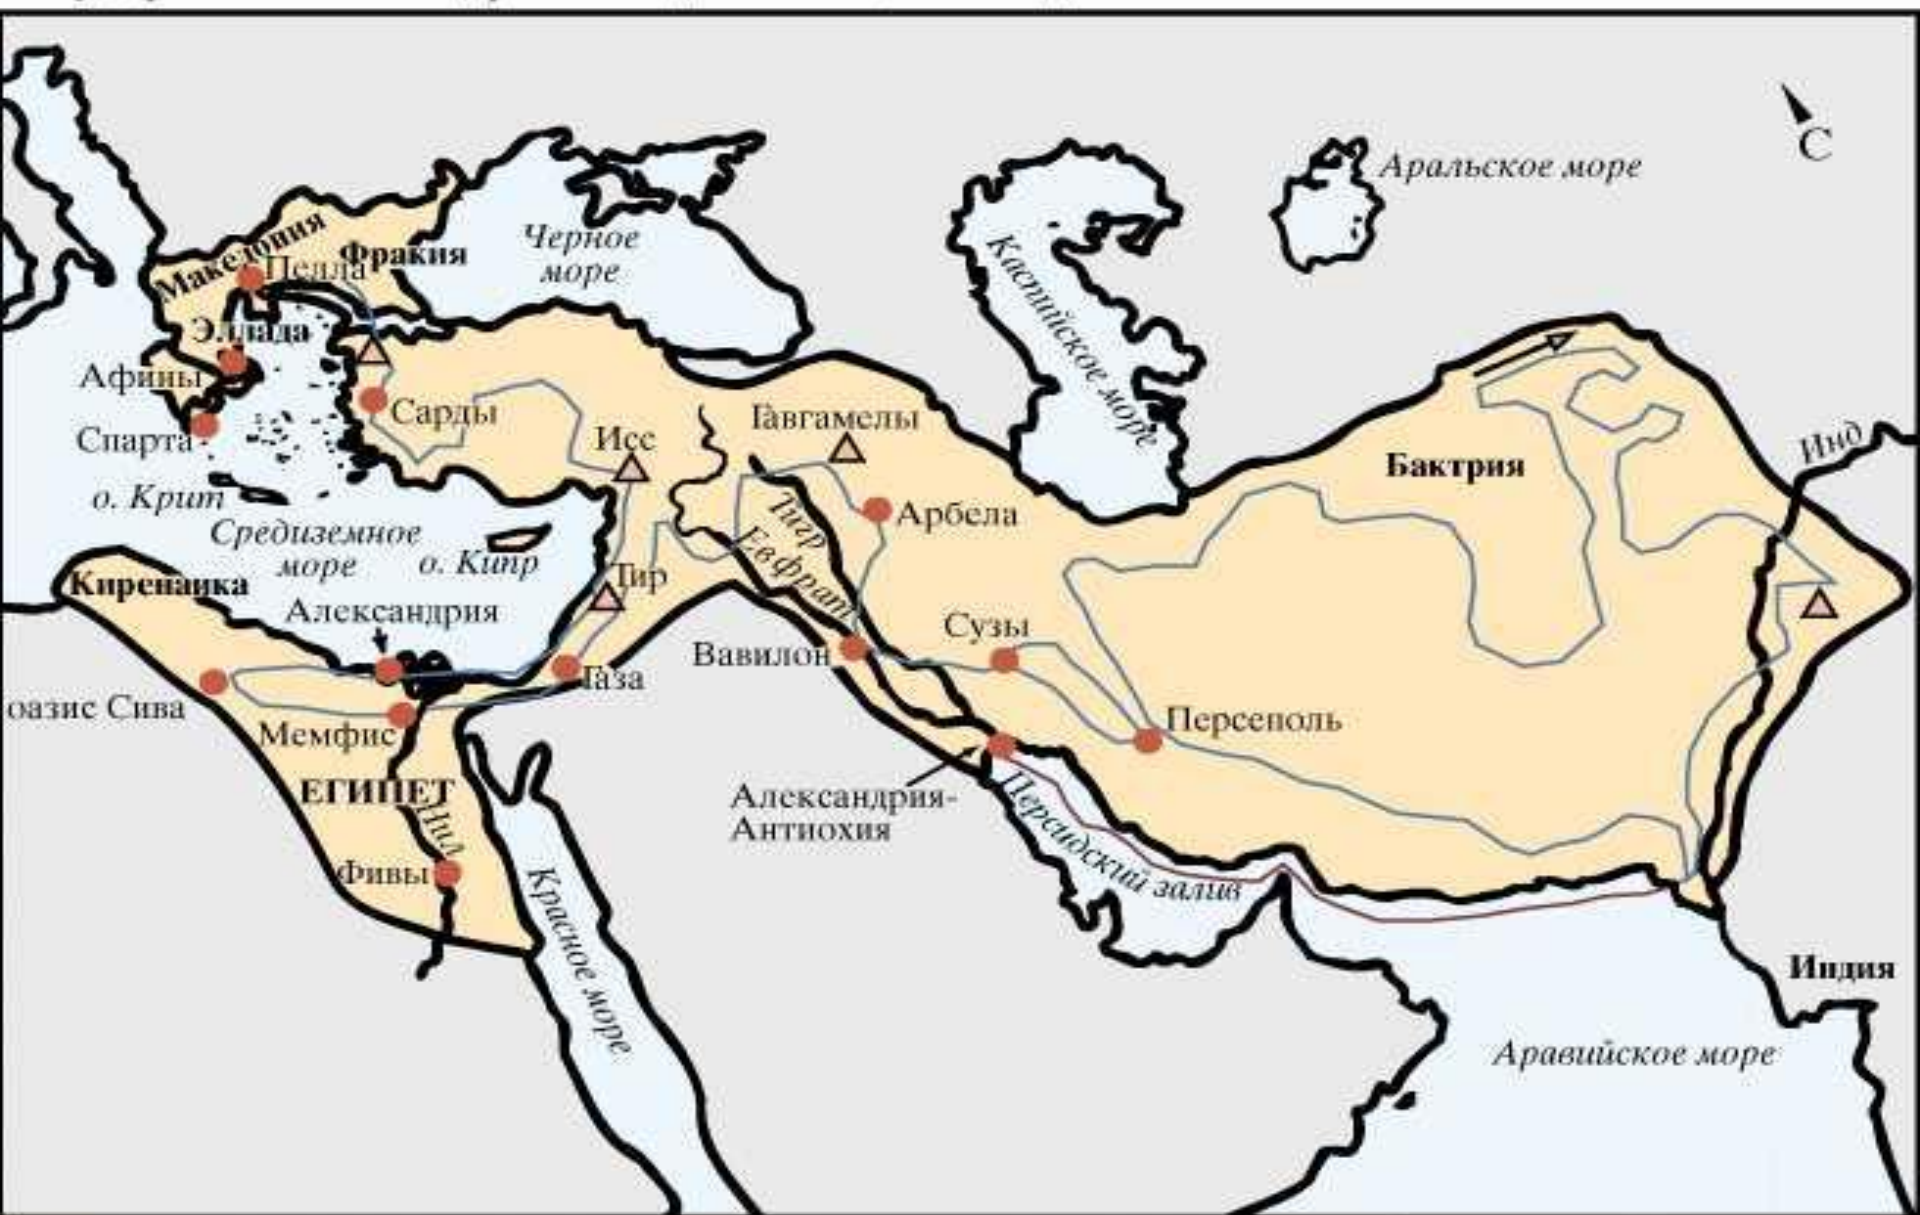 С
Аральское море
Каспийское море
Черное
море
Македония
Фракия
Пелла
Эллада
Афины
Спарта
Сарды
Исс
Гавгамелы
Арбела
Бактрия
Инд
о. Крит
Средиземное
море
о. Кипр
Тигр
Евфрат
Киренаика
Александрия
Тир
Сузы
Вавилон
Газа
оазис Сива
Мемфис
Персеполь
ЕГИПЕТ
Нил
Александрия-
Антиохия
Персидский залив
Фивы
Красное море
Индия
Аравийское море